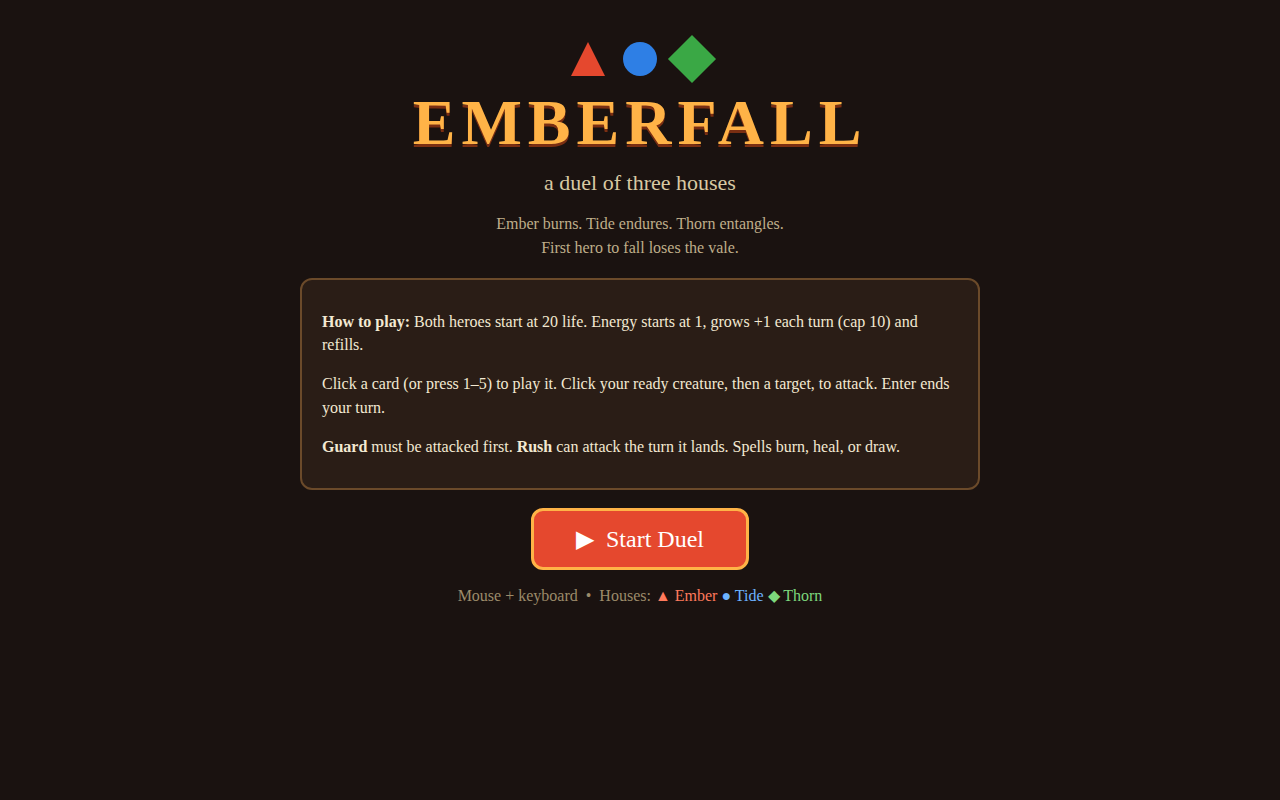 EMBERFALL
a duel of three houses
Ember burns. Tide endures. Thorn entangles.
First hero to fall loses the vale.
How to play: Both heroes start at 20 life. Energy starts at 1, grows +1 each turn (cap 10) and
refills.
Click a card (or press 1–5) to play it. Click your ready creature, then a target, to attack. Enter ends
your turn.
Guard must be attacked first. Rush can attack the turn it lands. Spells burn, heal, or draw.
▶ Start Duel
Mouse + keyboard • Houses: ▲ Ember ● Tide ◆ Thorn